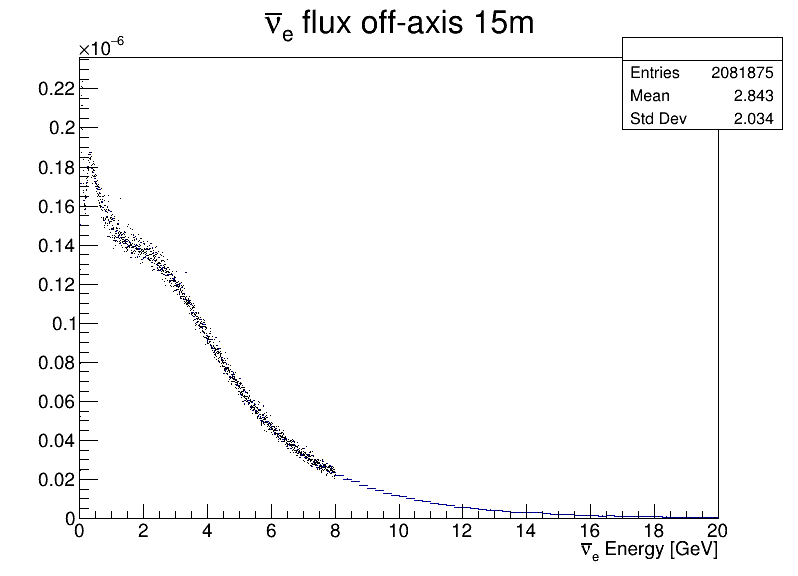 ν̅e flux off-axis 15m
×10−6
Entries 2081875
Mean 2.843
Std Dev 2.034
0.22
0.2
0.18
0.16
0.14
0.12
0.1
0.08
0.06
0.04
0.02
0
0 2 4 6 8 10 12 14 16 18 20
ν̅e Energy [GeV]